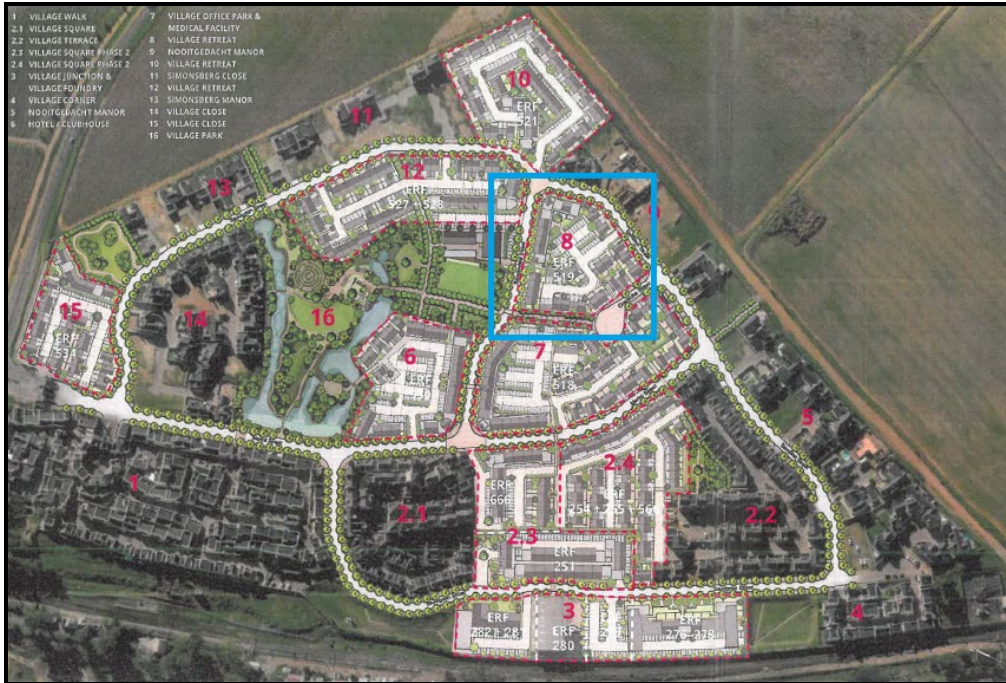 1 VILLAGE WALK
2.1 VILLAGE SQUARE
2.2 VILLAGE TERRACE
2.3 VILLAGE SQUARE PHASE 2
2.4 VILLAGE SQUARE PHASE 2
3 VILLAGE JUNCTION &
VILLAGE FOUNDRY
4 VILLAGE CORNER
5 NOOITGEDACHT MANOR
6 HOTEL / CLUBHOUSE
7 VILLAGE OFFICE PARK &
MEDICAL FACILITY
8 VILLAGE RETREAT
9 NOOITGEDACHT MANOR
10 VILLAGE RETREAT
11 SIMONSBERG CLOSE
12 VILLAGE RETREAT
13 SIMONSBERG MANOR
14 VILLAGE CLOSE
15 VILLAGE CLOSE
16 VILLAGE PARK
10
ERF
521
11
12
ERF
527 + 528
13
9
8
ERF
519
15
ERF
534
14
16
6
ERF
7
ERF
518
5
1
2.1
ERF
666
2.4
ERF
2.2
2.3
ERF
251
3
ERF
280
ERF
276-278
4